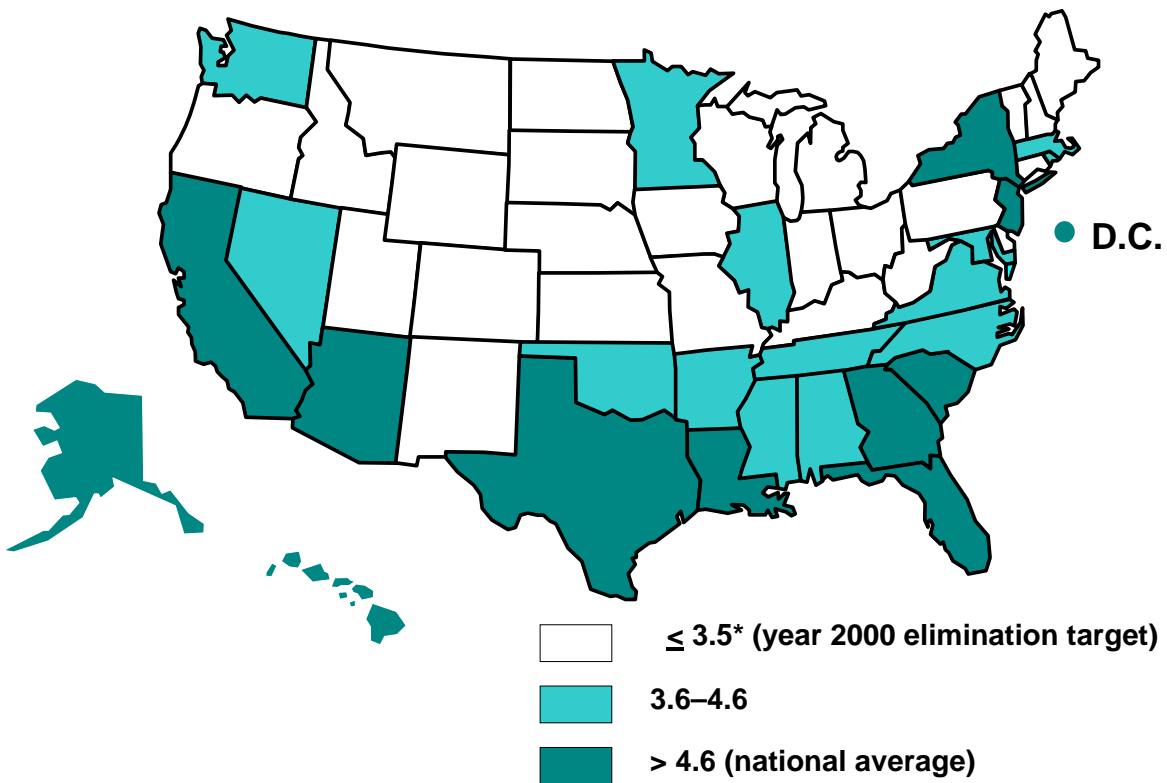 D.C.
≤ 3.5* (year 2000 elimination target)
3.6–4.6
> 4.6 (national average)